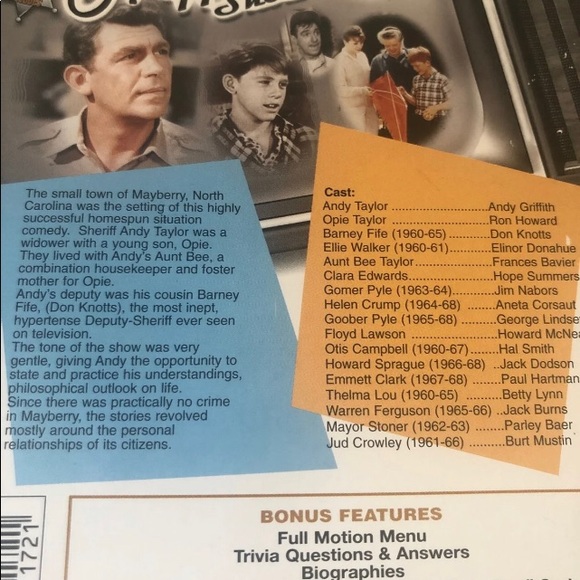 The small town of Mayberry, North
Carolina was the setting of this highly
successful homespun situation
comedy. Sheriff Andy Taylor was a
widower with a young son, Opie.
They lived with Andy's Aunt Bee, a
combination housekeeper and foster
mother for Opie.
Andy's deputy was his cousin Barney
Fife, (Don Knotts), the most inept,
hypertense Deputy-Sheriff ever seen
on television.
The tone of the show was very
gentle, giving Andy the opportunity to
state and practice his understandings,
philosophical outlook on life.
Since there was practically no crime
in Mayberry, the stories revolved
mostly around the personal
relationships of its citizens.
Cast:
Andy Taylor ....................Andy Griffith
Opie Taylor ....................Ron Howard
Barney Fife (1960-65) ..........Don Knotts
Ellie Walker (1960-61)..........Elinor Donahue
Aunt Bee Taylor................Frances Bavier
Clara Edwards..................Hope Summers
Gomer Pyle (1963-64) ..........Jim Nabors
Helen Crump (1964-68) ........Aneta Corsaut
Goober Pyle (1965-68) ........George Lindse
Floyd Lawson ..................Howard McNea
Otis Campbell (1960-67) .......Hal Smith
Howard Sprague (1966-68) ..Jack Dodson
Emmett Clark (1967-68) .......Paul Hartman
Thelma Lou (1960-65) .........Betty Lynn
Warren Ferguson (1965-66) ..Jack Burns
Mayor Stoner (1962-63) .......Parley Baer
Jud Crowley (1961-66) .........Burt Mustin
BONUS FEATURES
Full Motion Menu
Trivia Questions & Answers
Biographies
1721